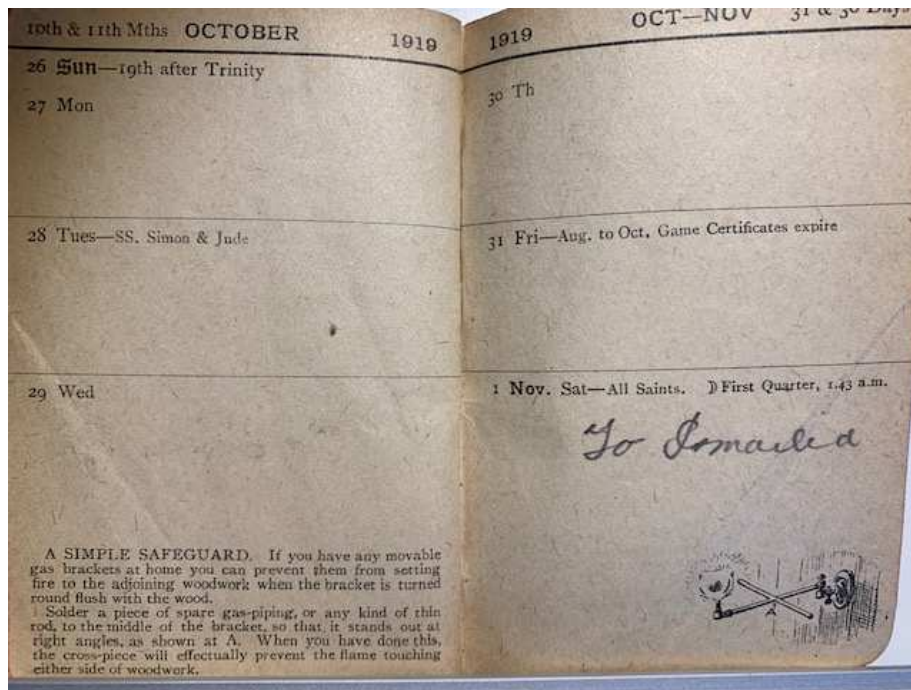 10th & 11th Mths OCTOBER 1919
26 Sun—19th after Trinity
27 Mon
28 Tues—SS. Simon & Jude
29 Wed
A SIMPLE SAFEGUARD. If you have any movable
gas brackets at home you can prevent them from setting
fire to the adjoining woodwork when the bracket is turned
round flush with the wood.
Solder a piece of spare gas-piping, or any kind of thin
rod, to the middle of the bracket, so that it stands out at
right angles, as shown at A. When you have done this,
the cross-piece will effectually prevent the flame touching
either side of woodwork.
1919 OCT—NOV 31 & 30 Days
30 Th
31 Fri—Aug. to Oct. Game Certificates expire
1 Nov. Sat—All Saints. ☽ First Quarter, 1.43 a.m.
To Ismailia
A